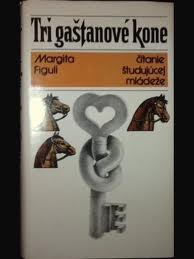 Tri gaštanové kone
Margita
Figuli
čítanie
študujúcej
mládeže